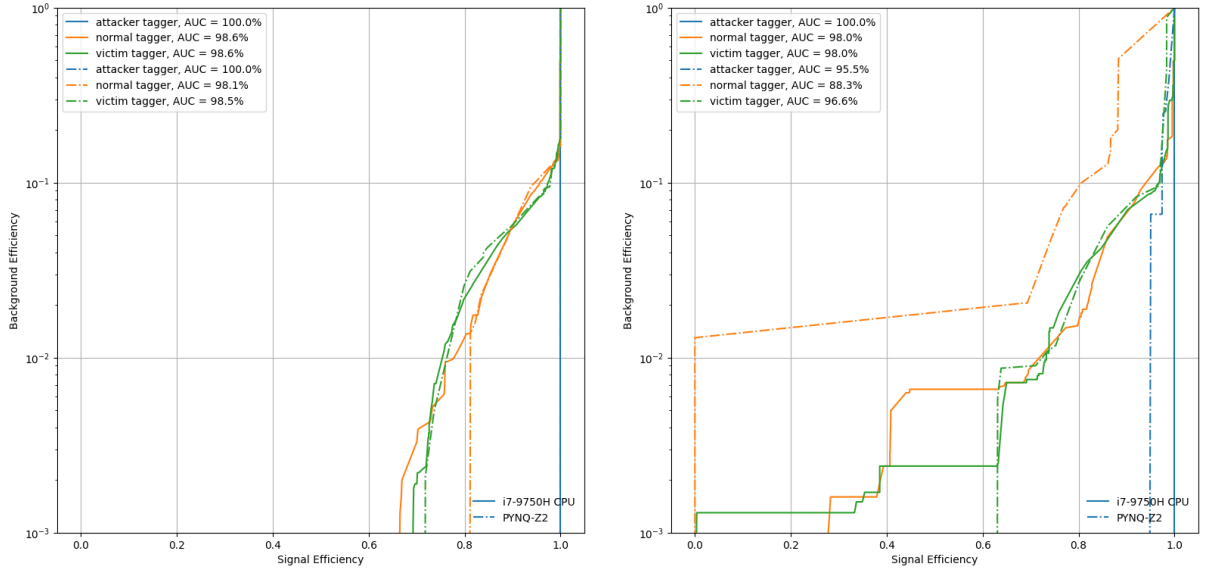 attacker tagger, AUC = 100.0%
normal tagger, AUC = 98.6%
victim tagger, AUC = 98.6%
attacker tagger, AUC = 100.0%
normal tagger, AUC = 98.1%
victim tagger, AUC = 98.5%
10⁰
10⁻¹
10⁻²
10⁻³
Background Efficiency
i7-9750H CPU
PYNQ-Z2
0.0 0.2 0.4 0.6 0.8 1.0
Signal Efficiency
attacker tagger, AUC = 100.0%
normal tagger, AUC = 98.0%
victim tagger, AUC = 98.0%
attacker tagger, AUC = 95.5%
normal tagger, AUC = 88.3%
victim tagger, AUC = 96.6%
10⁰
10⁻¹
10⁻²
10⁻³
Background Efficiency
i7-9750H CPU
PYNQ-Z2
0.0 0.2 0.4 0.6 0.8 1.0
Signal Efficiency